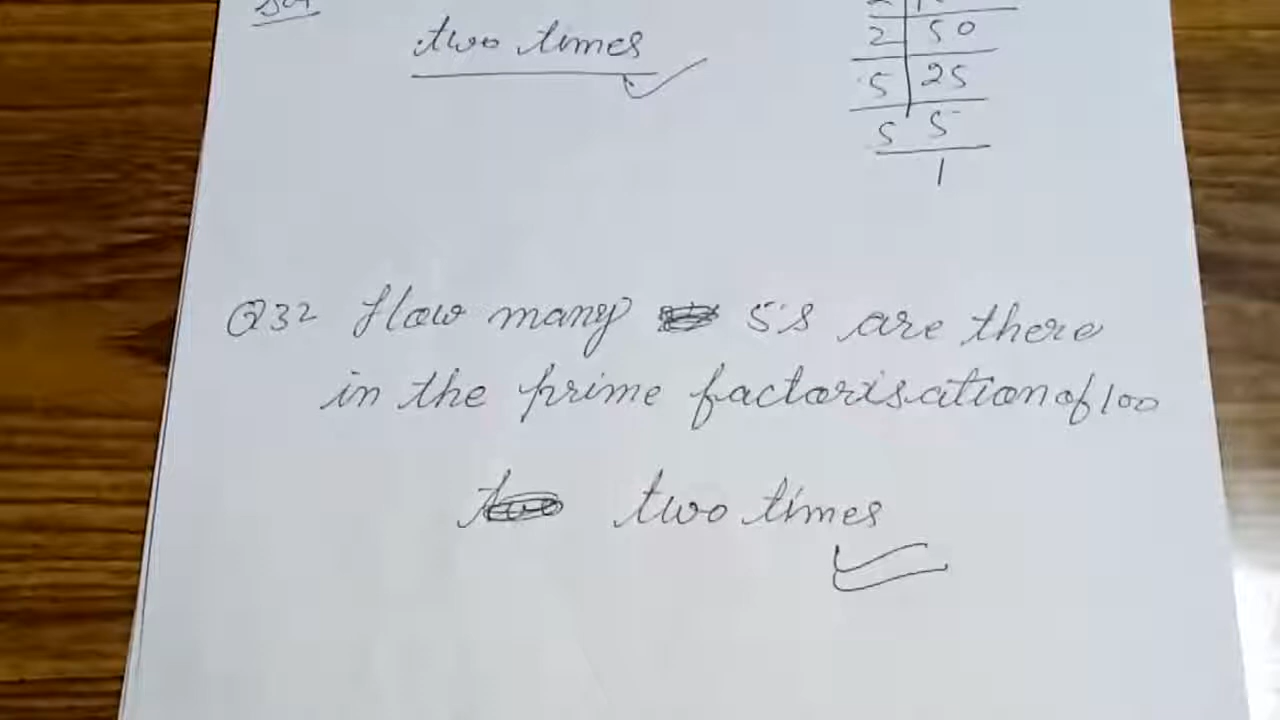 Sol
two times
2 50
5 25
5 5
1
Q32 How many 5's are there
in the prime factorisation of 100
two times